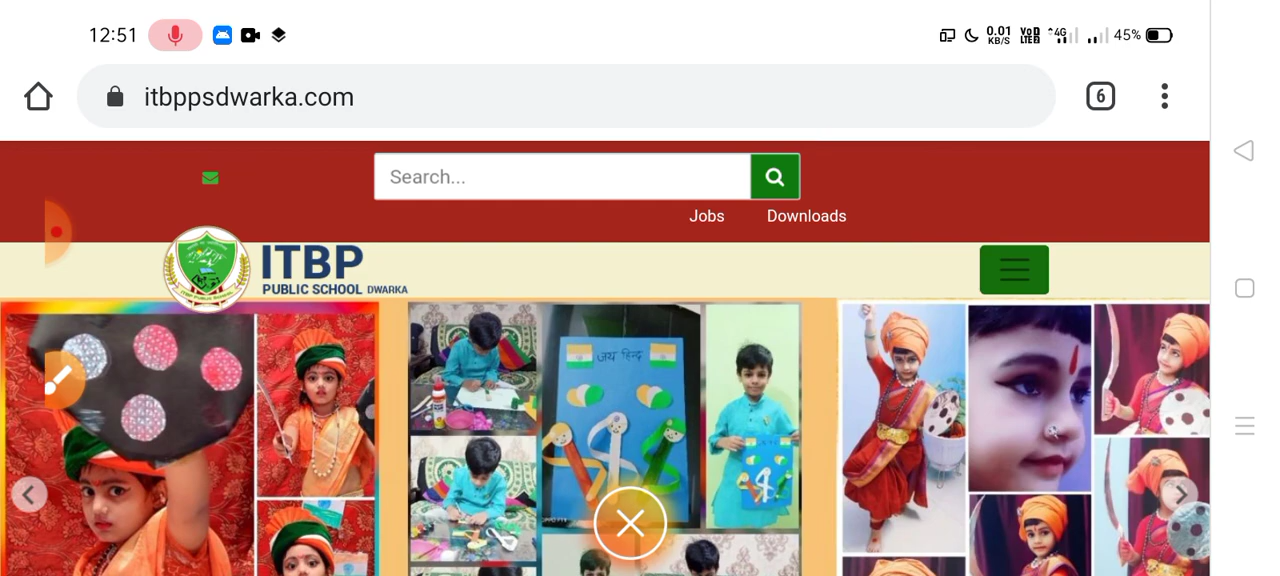 12:51
0.01
KB/S
VoD
LTE2
4G
45%
itbppsdwarka.com
6
Search...
Jobs
Downloads
ITBP
PUBLIC SCHOOL DWARKA
जय हिन्द